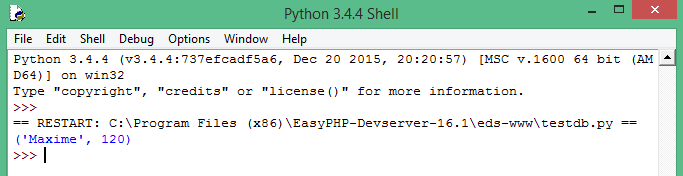 Python 3.4.4 Shell
File Edit Shell Debug Options Window Help
Python 3.4.4 (v3.4.4:737efcadf5a6, Dec 20 2015, 20:20:57) [MSC v.1600 64 bit (AM
D64)] on win32
Type "copyright", "credits" or "license()" for more information.
>>>
== RESTART: C:\Program Files (x86)\EasyPHP-Devserver-16.1\eds-www\testdb.py ==
('Maxime', 120)
>>>